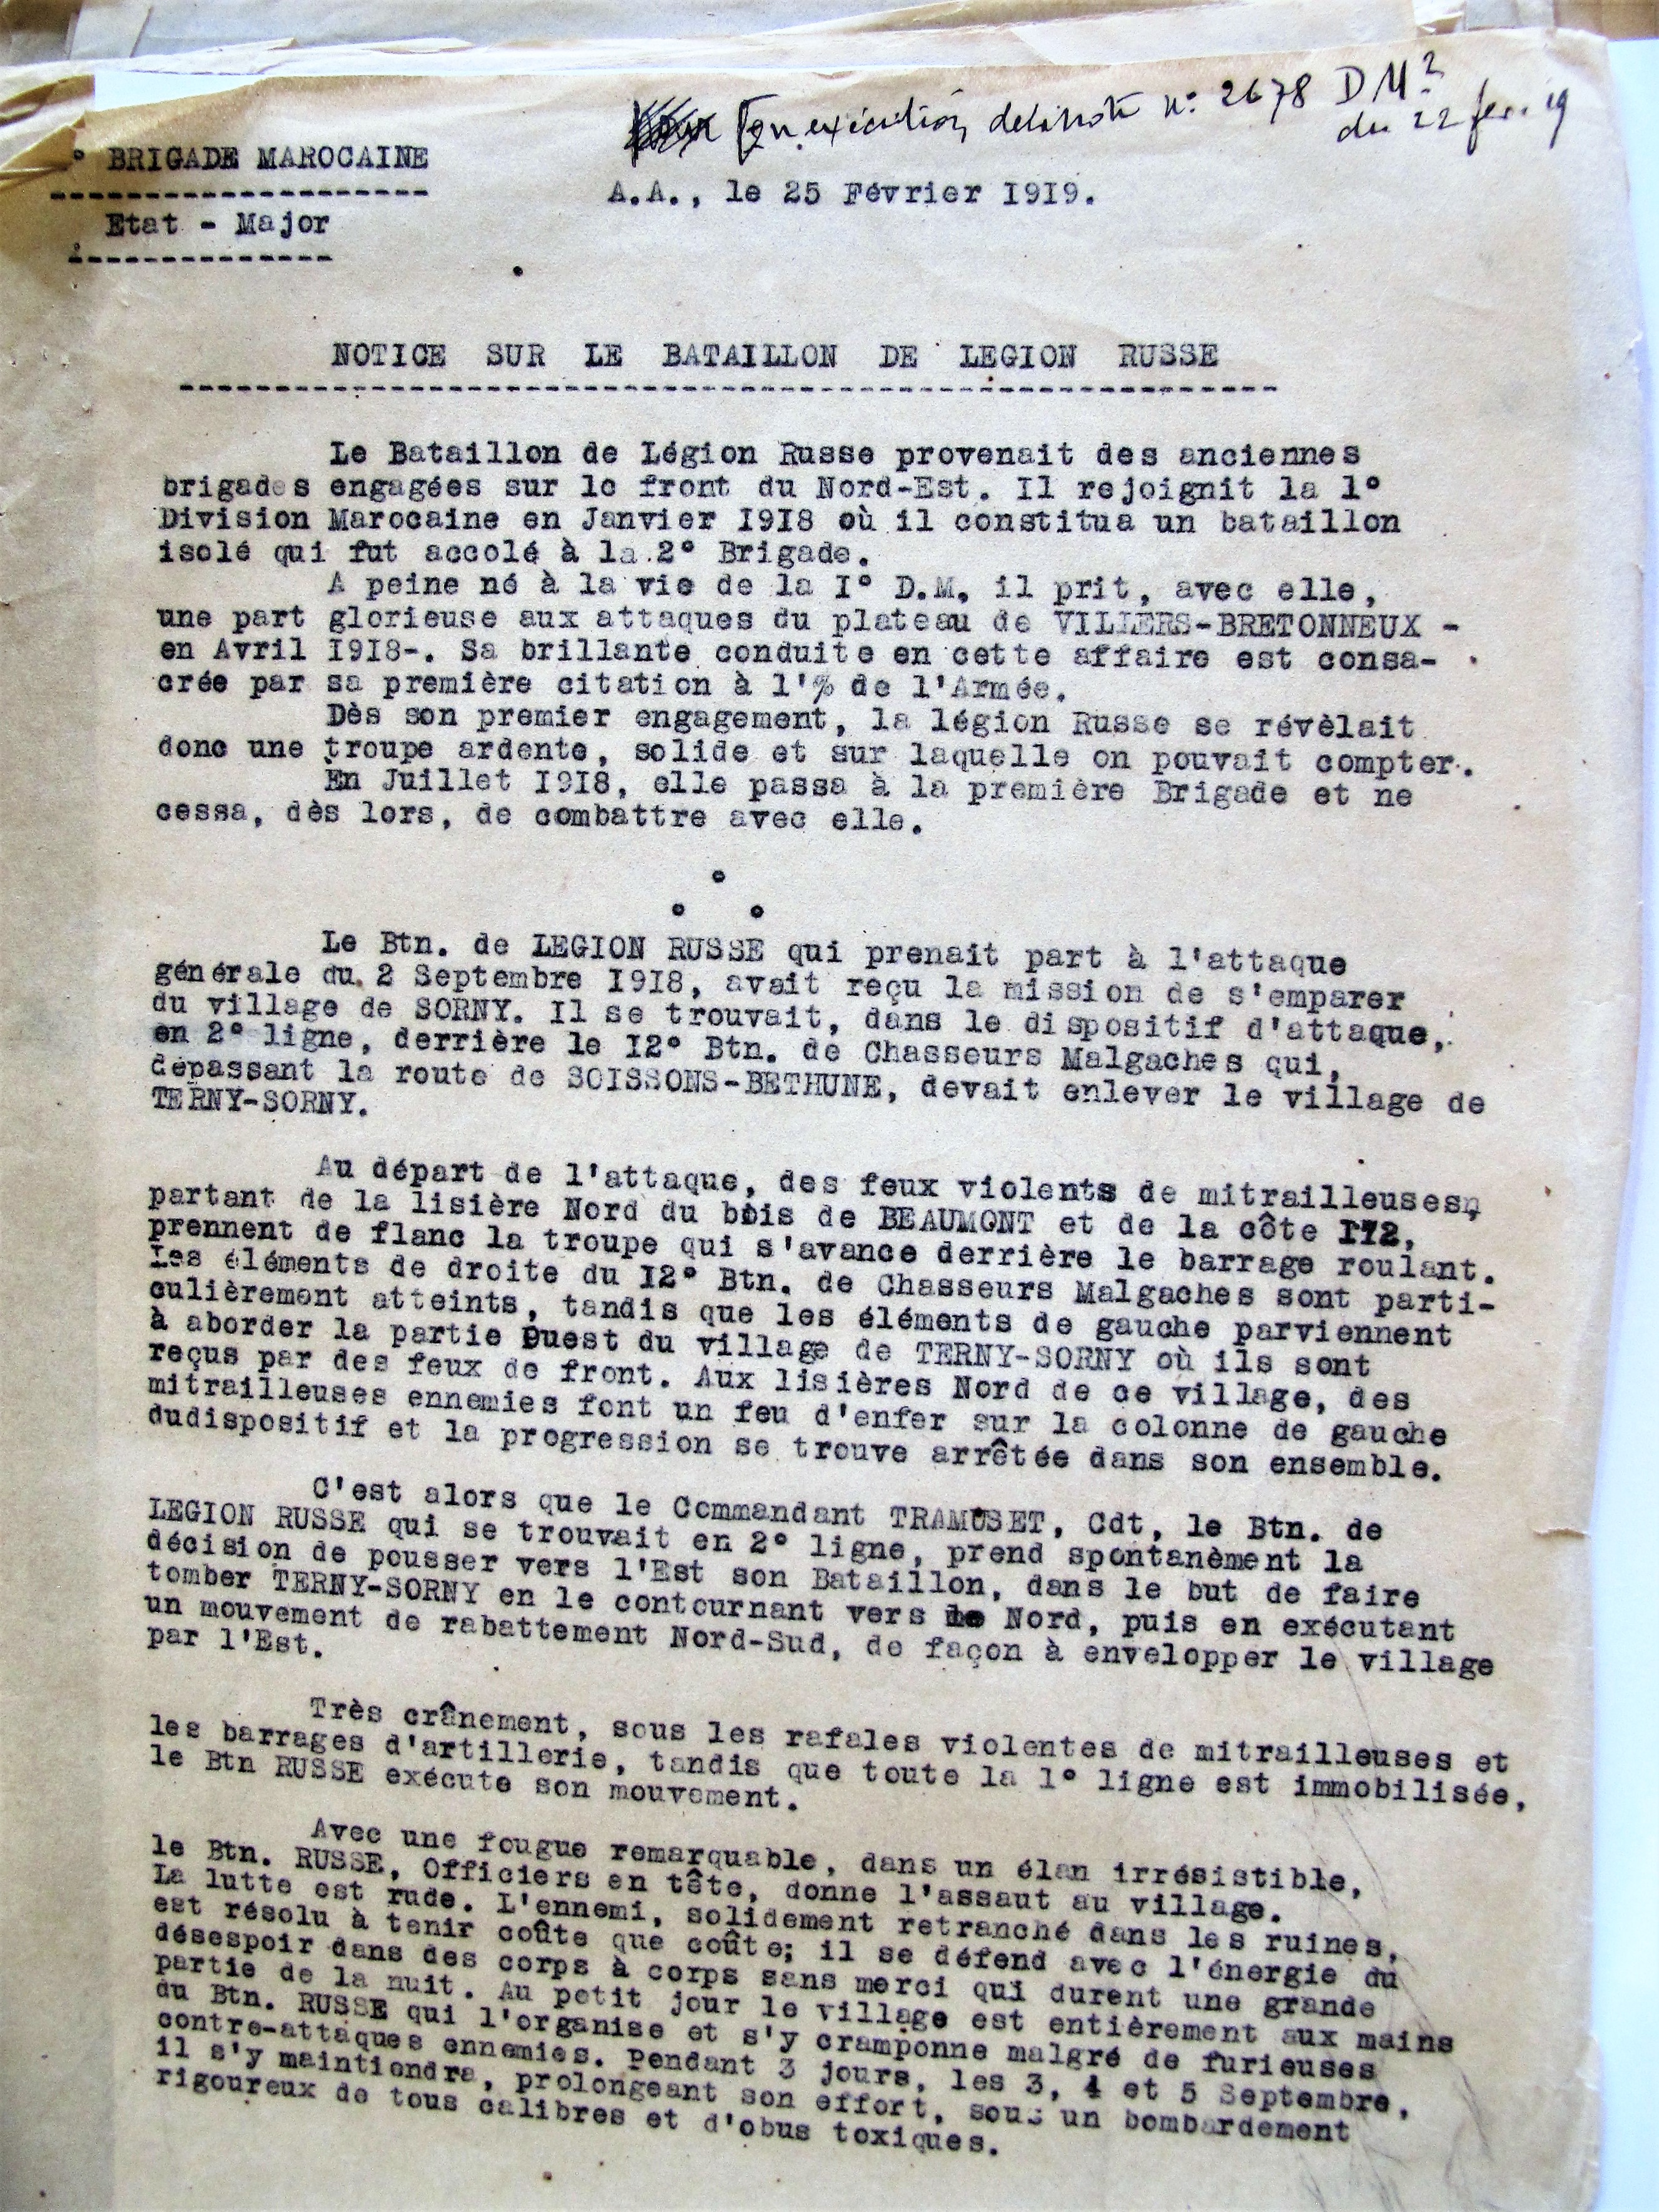 En exécution de la note n° 2678 D M 2
du 22 fev. 19
° BRIGADE MAROCAINE
--------------------
Etat - Major
--------------
A.A., le 25 Février 1919.
NOTICE SUR LE BATAILLON DE LEGION RUSSE
Le Bataillon de Légion Russe provenait des anciennes
brigades engagées sur le front du Nord-Est. Il rejoignit la 1°
Division Marocaine en Janvier 1918 où il constitua un bataillon
isolé qui fut accolé à la 2° Brigade.
A peine né à la vie de la I° D.M, il prit, avec elle,
une part glorieuse aux attaques du plateau de VILLERS-BRETONNEUX -
en Avril 1918-. Sa brillante conduite en cette affaire est consa-
crée par sa première citation à l'% de l'Armée.
Dès son premier engagement, la légion Russe se révèlait
donc une troupe ardente, solide et sur laquelle on pouvait compter.
En Juillet 1918, elle passa à la première Brigade et ne
cessa, dès lors, de combattre avec elle.
°
° °
Le Btn. de LEGION RUSSE qui prenait part à l'attaque
générale du 2 Septembre 1918, avait reçu la mission de s'emparer
du village de SORNY. Il se trouvait, dans le dispositif d'attaque,
en 2° ligne, derrière le I2° Btn. de Chasseurs Malgaches qui,
dépassant la route de SOISSONS-BETHUNE, devait enlever le village de
TERNY-SORNY.
Au départ de l'attaque, des feux violents de mitrailleuses,
partant de la lisière Nord du bois de BEAUMONT et de la côte 172,
prennent de flanc la troupe qui s'avance derrière le barrage roulant.
Les éléments de droite du I2° Btn. de Chasseurs Malgaches sont parti-
culièrement atteints, tandis que les éléments de gauche parviennent
à aborder la partie Ouest du village de TERNY-SORNY où ils sont
reçus par des feux de front. Aux lisières Nord de ce village, des
mitrailleuses ennemies font un feu d'enfer sur la colonne de gauche
dudispositif et la progression se trouve arrêtée dans son ensemble.
C'est alors que le Commandant TRAMUSET, Cdt, le Btn. de
LEGION RUSSE qui se trouvait en 2° ligne, prend spontanèment la
décision de pousser vers l'Est son Bataillon, dans le but de faire
tomber TERNY-SORNY en le contournant vers le Nord, puis en exécutant
un mouvement de rabattement Nord-Sud, de façon à envelopper le village
par l'Est.
Très crânement, sous les rafales violentes de mitrailleuses et
les barrages d'artillerie, tandis que toute la 1° ligne est immobilisée,
le Btn RUSSE exécute son mouvement.
Avec une fougue remarquable, dans un élan irrésistible,
le Btn. RUSSE, Officiers en tête, donne l'assaut au village.
La lutte est rude. L'ennemi, solidement retranché dans les ruines,
est résolu à tenir coûte que coûte; il se défend avec l'énergie du
désespoir dans des corps à corps sans merci qui durent une grande
partie de la nuit. Au petit jour le village est entièrement aux mains
du Btn. RUSSE qui l'organise et s'y cramponne malgré de furieuses
contre-attaques ennemies. Pendant 3 jours, les 3, 4 et 5 Septembre,
il s'y maintiendra, prolongeant son effort, sous un bombardement
rigoureux de tous calibres et d'obus toxiques.